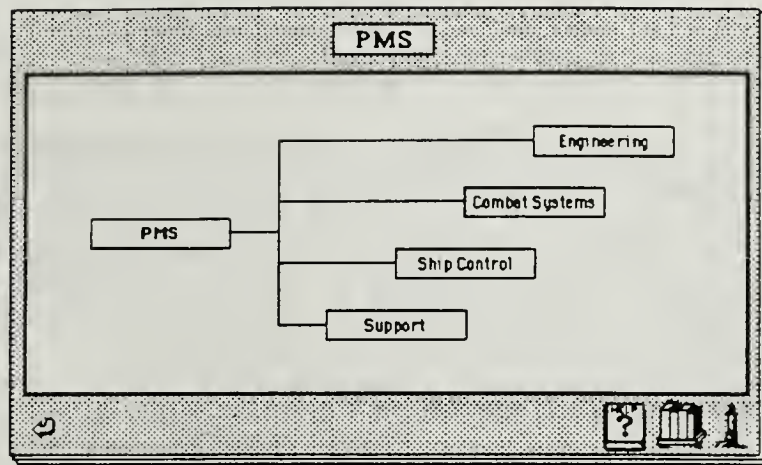 PMS
Engineering
Combat Systems
PMS
Ship Control
Support
?